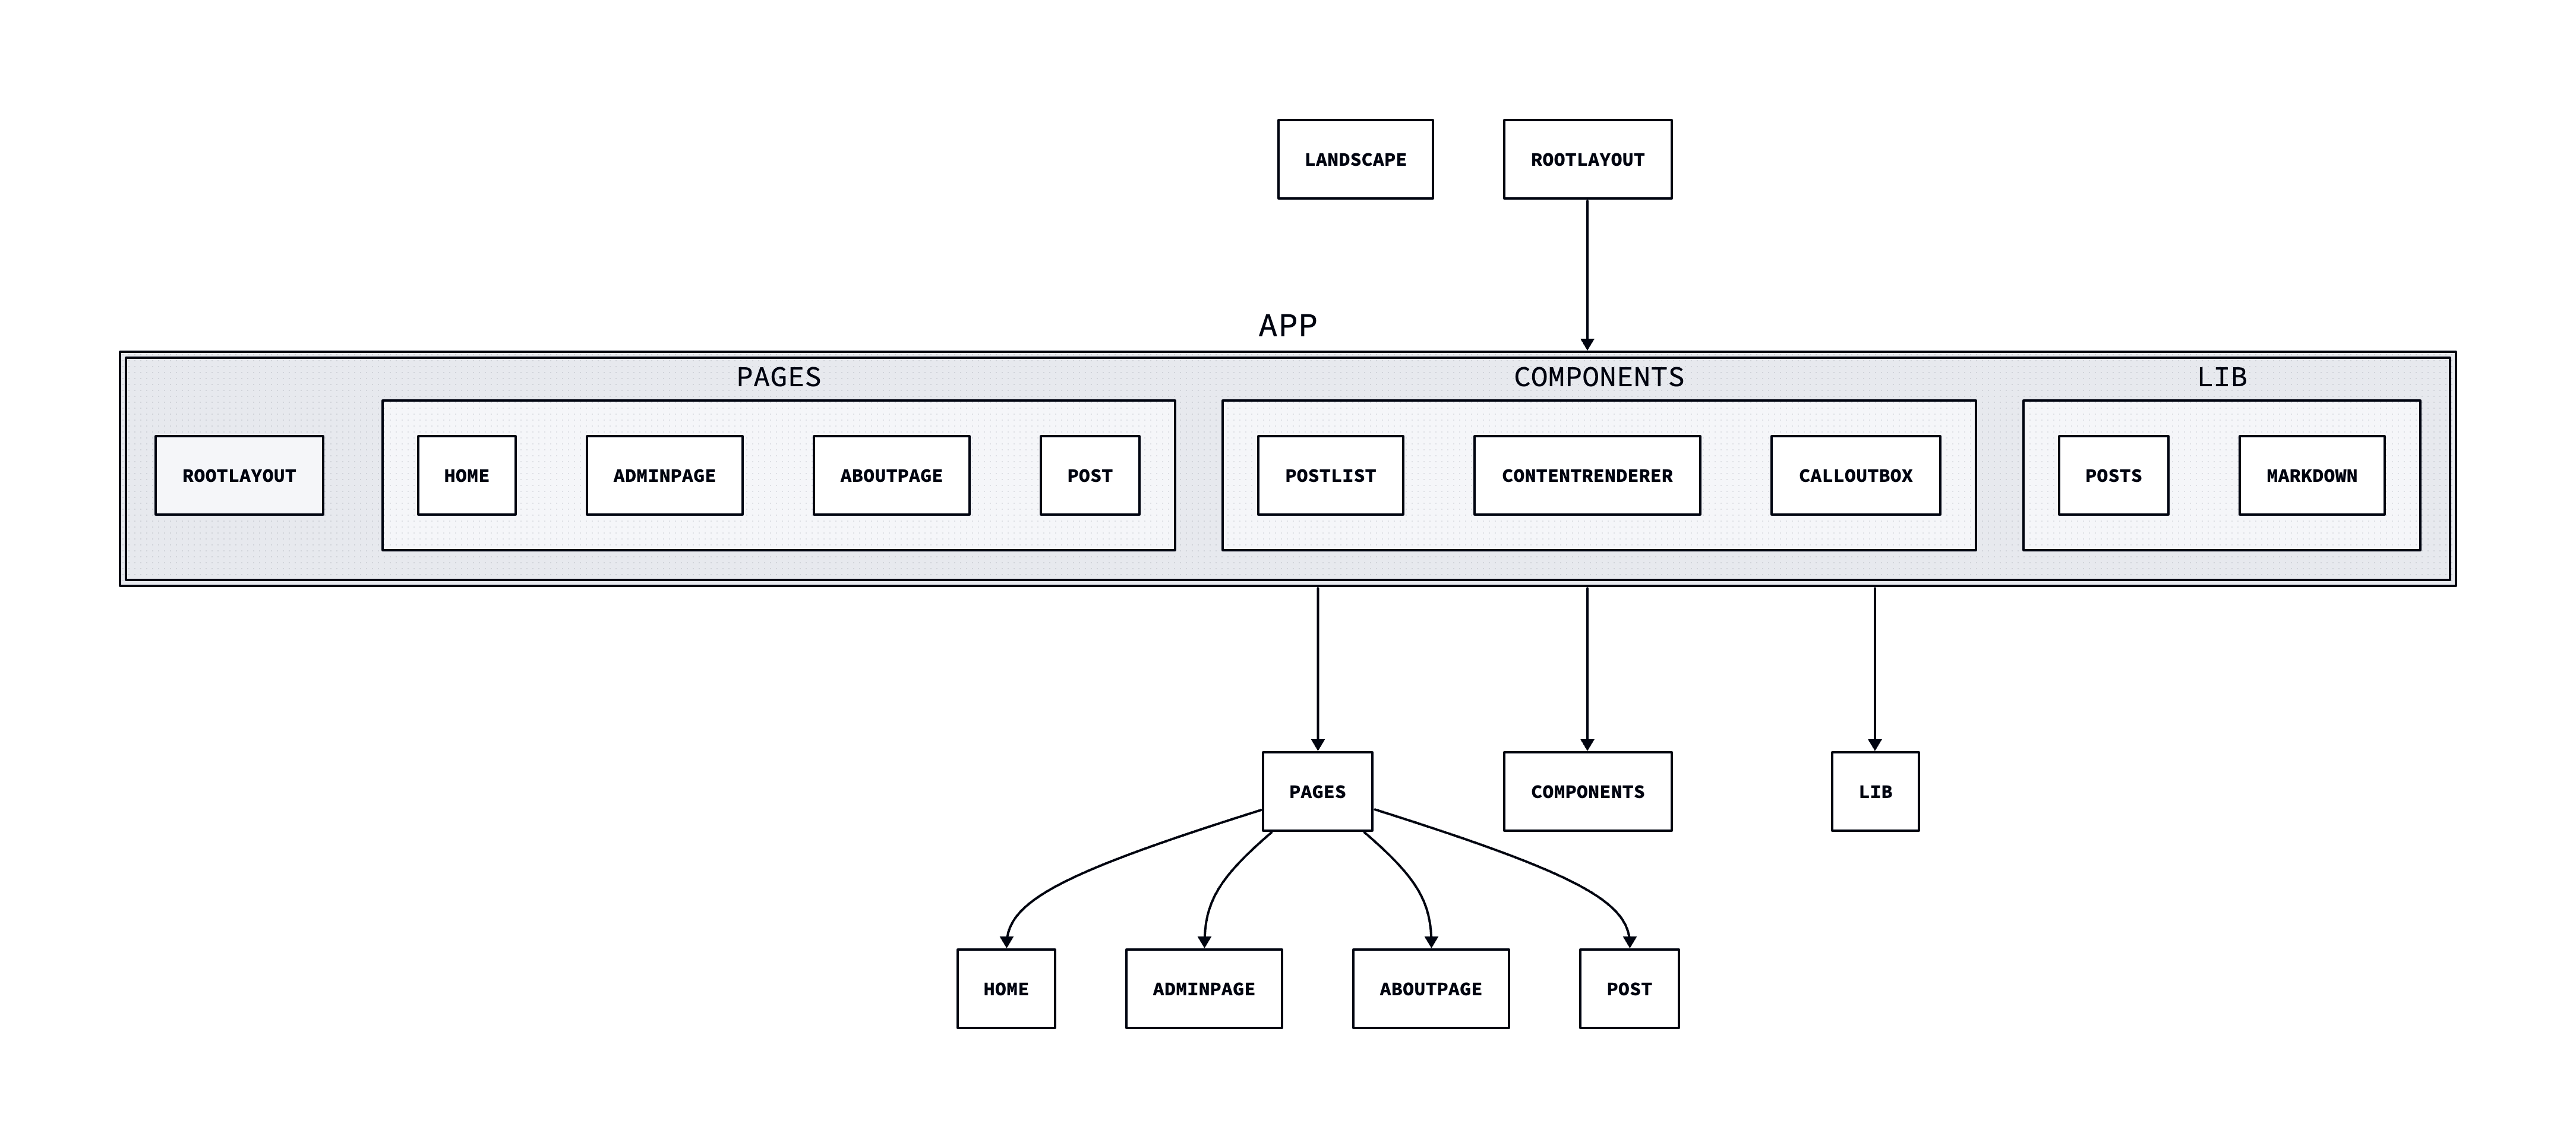 LANDSCAPE
ROOTLAYOUT
APP
PAGES
COMPONENTS
LIB
ROOTLAYOUT
HOME
ADMINPAGE
ABOUTPAGE
POST
POSTLIST
CONTENTRENDERER
CALLOUTBOX
POSTS
MARKDOWN
PAGES
COMPONENTS
LIB
HOME
ADMINPAGE
ABOUTPAGE
POST